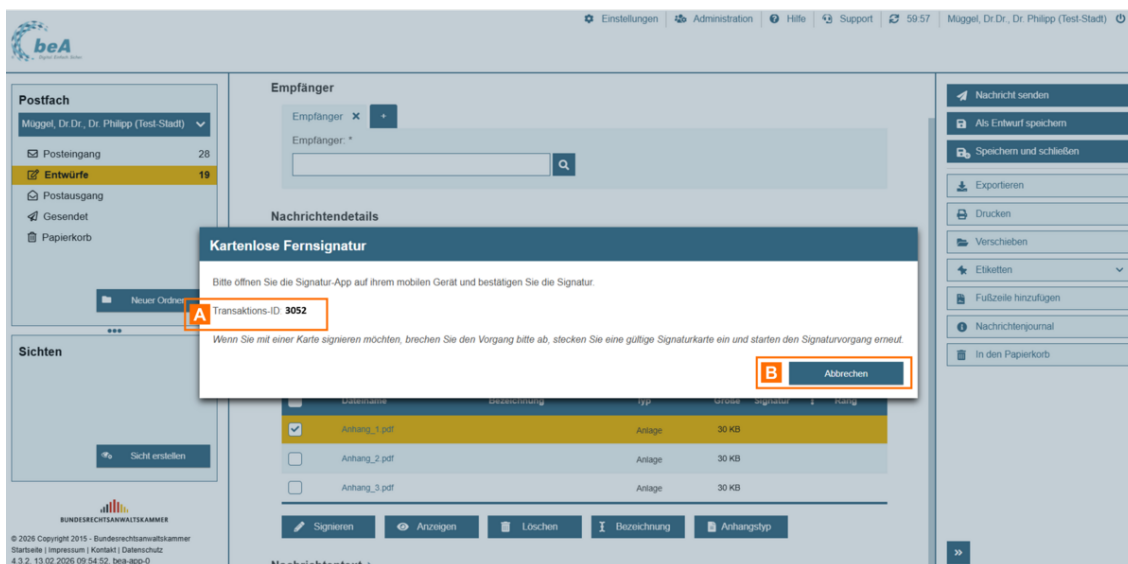 Einstellungen Administration Hilfe Support 59:57 Müggel, Dr.Dr., Dr. Philipp (Test-Stadt)
beA
Postfach
Müggel, Dr.Dr., Dr. Philipp (Test-Stadt)
Posteingang 28
Entwürfe 19
Postausgang
Gesendet
Papierkorb
Neuer Ordner
Sichten
Sicht erstellen
BUNDESRECHTSANWALTSKAMMER
© 2026 Copyright 2015 - Bundesrechtsanwaltskammer
Startseite | Impressum | Kontakt | Datenschutz
4.3.2, 13.02.2026 09:54:52, bea-app-0
Empfänger
Empfänger ✕ +
Empfänger: *
Nachrichtendetails
Kartenlose Fernsignatur
Bitte öffnen Sie die Signatur-App auf ihrem mobilen Gerät und bestätigen Sie die Signatur.
A
Transaktions-ID: 3052
Wenn Sie mit einer Karte signieren möchten, brechen Sie den Vorgang bitte ab, stecken Sie eine gültige Signaturkarte ein und starten den Signaturvorgang erneut.
B Abbrechen
Dateiname Bezeichnung Typ Größe Signatur Rang
Anhang_1.pdf Anlage 30 KB
Anhang_2.pdf Anlage 30 KB
Anhang_3.pdf Anlage 30 KB
Signieren Anzeigen Löschen Bezeichnung Anhangstyp
Nachrichtentext
Nachricht senden
Als Entwurf speichern
Speichern und schließen
Exportieren
Drucken
Verschieben
Etiketten
Fußzeile hinzufügen
Nachrichtenjournal
In den Papierkorb
»